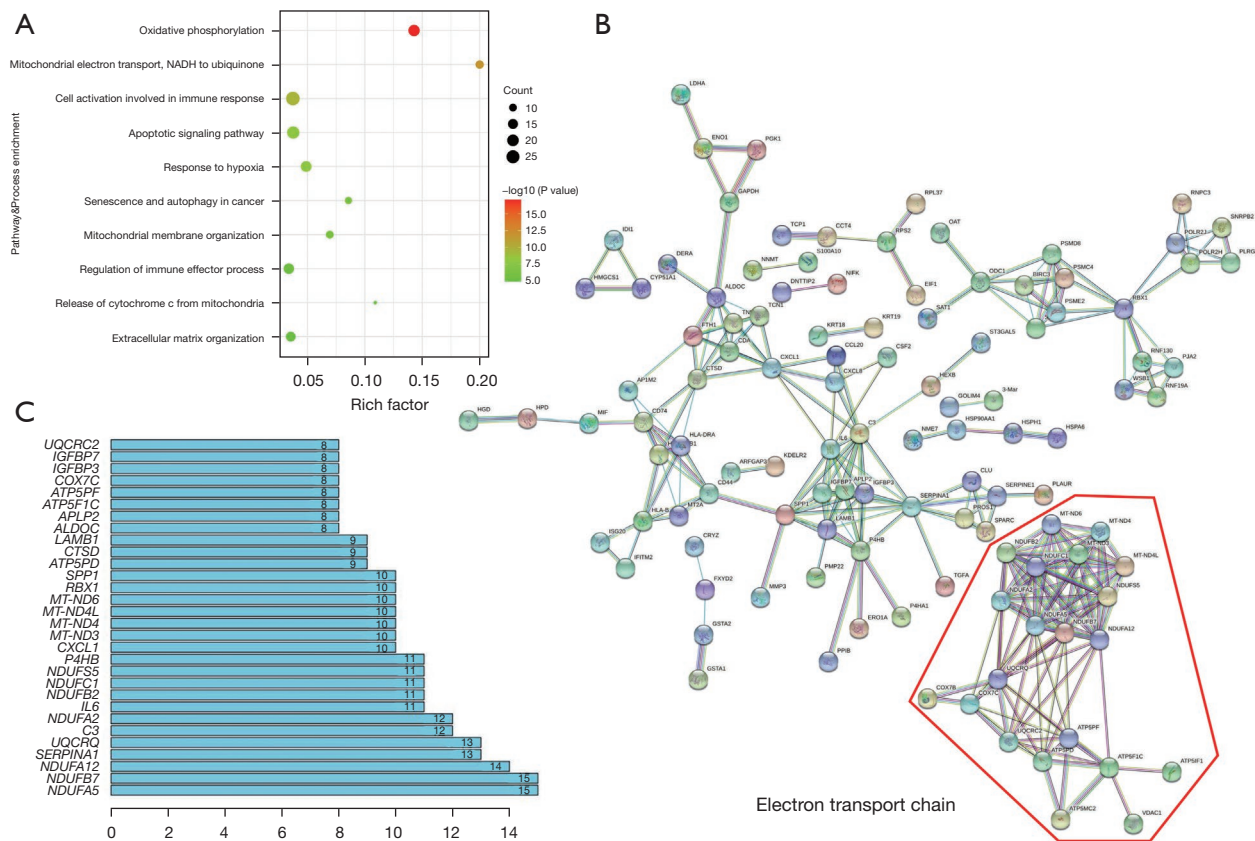 A
Pathway&Process enrichment
Oxidative phosphorylation
Mitochondrial electron transport, NADH to ubiquinone
Cell activation involved in immune response
Apoptotic signaling pathway
Response to hypoxia
Senescence and autophagy in cancer
Mitochondrial membrane organization
Regulation of immune effector process
Release of cytochrome c from mitochondria
Extracellular matrix organization
0.05 0.10 0.15 0.20
Rich factor
Count
10
15
20
25
−log10 (P value)
15.0
12.5
10.0
7.5
5.0
B
LDHA
ENO1
PGK1
GAPDH
IDI1
HMGCS1
CYP51A1
DERA
ALDOC
TCP1
CCT4
RPL37
RPS2
EIF1
NNMT
S100A10
DNTTIP2
NIFK
KRT18
KRT19
FTH1
TCN1
CDA
CTSD
CXCL1
CCL20
CXCL8
CSF2
OAT
ODC1
SAT1
PSMD8
BIRC3
PSMC4
PSME2
RNPC3
POLR2J
SNRPB2
POLR2H
PLRG
RBX1
RNF130
PJA2
WSB1
RNF19A
ST3GAL5
HEXB
GOLIM4
3-Mar
NME7
HSP90AA1
HSPH1
HSPA6
HGD
HPD
MIF
AP1M2
CD74
HLA-DRA
HLA-B
MT2A
CD44
ISG20
IFITM2
ARFGAP3
KDELR2
C3
IL6
IGFBP7
APLP2
IGFBP3
SPP1
LAMB1
SERPINA1
P4HB
CLU
SERPINE1
PLAUR
PROS1
SPARC
CRYZ
FXYD2
GSTA2
GSTA1
MMP3
PMP22
PPIB
ERO1A
P4HA1
TGFA
MT-ND6
MT-ND4
NDUFB2
MT-ND3
NDUFC1
MT-ND4L
NDUFS5
NDUFA2
NDUFA5
NDUFB7
NDUFA12
UQCRQ
COX7B
COX7C
UQCRC2
ATP5PF
ATP5PD
ATP5F1C
ATP5IF1
ATP5MC2
VDAC1
Electron transport chain
C
UQCRC2 8
IGFBP7 8
IGFBP3 8
COX7C 8
ATP5PF 8
ATP5F1C 8
APLP2 8
ALDOC 8
LAMB1 9
CTSD 9
ATP5PD 9
SPP1 10
RBX1 10
MT-ND6 10
MT-ND4L 10
MT-ND4 10
MT-ND3 10
CXCL1 10
P4HB 11
NDUFS5 11
NDUFC1 11
NDUFB2 11
IL6 11
NDUFA2 12
C3 12
UQCRQ 13
SERPINA1 13
NDUFA12 14
NDUFB7 15
NDUFA5 15
0 2 4 6 8 10 12 14